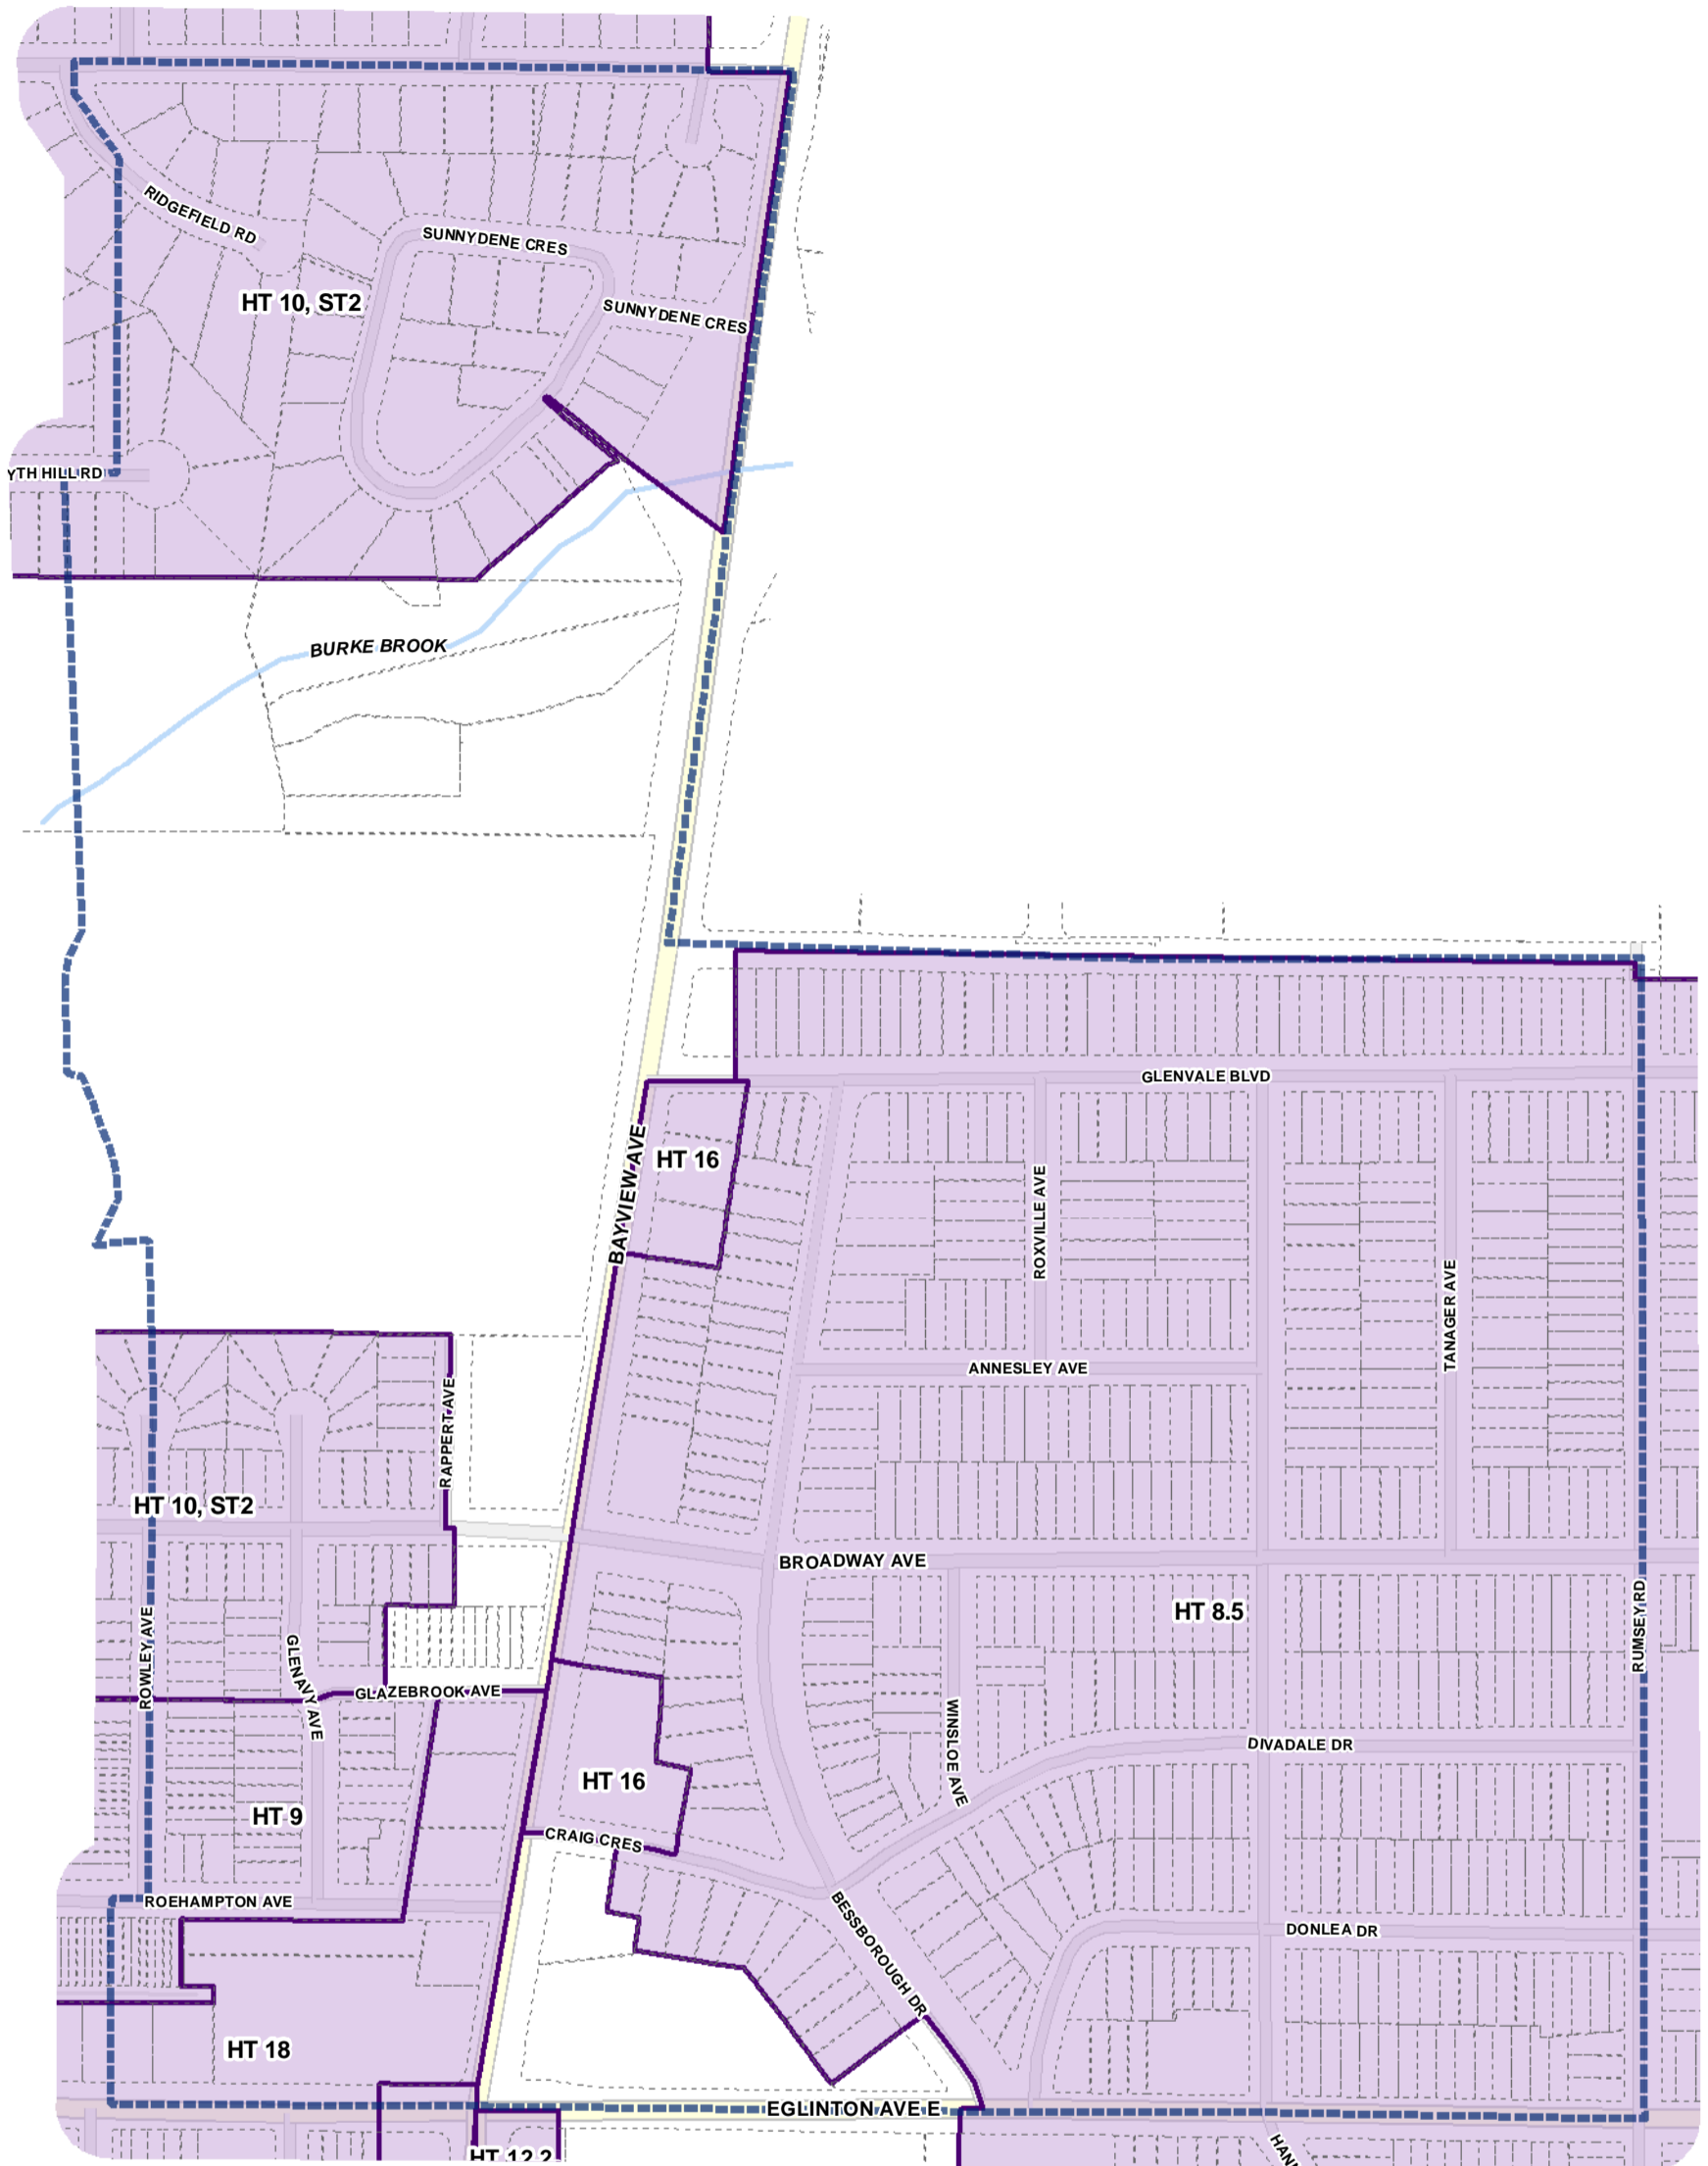 RIDGEFIELD RD
SUNNYDENE CRES
HT 10, ST2
SUNNYDENE CRES
YTH HILL RD
BURKE BROOK
GLENVALE BLVD
BAYVIEW AVE
HT 16
ROXVILLE AVE
TANAGER AVE
ANNESLEY AVE
RAPPERT AVE
HT 10, ST2
BROADWAY AVE
HT 8.5
ROWLEY AVE
GLENAVY AVE
RUMSEY RD
GLAZEBROOK AVE
WINSLOE AVE
DIVADALE DR
HT 16
HT 9
CRAIG CRES
ROEHAMPTON AVE
BESSBOROUGH DR
DONLEA DR
HT 18
EGLINTON AVE E
HT 12.2